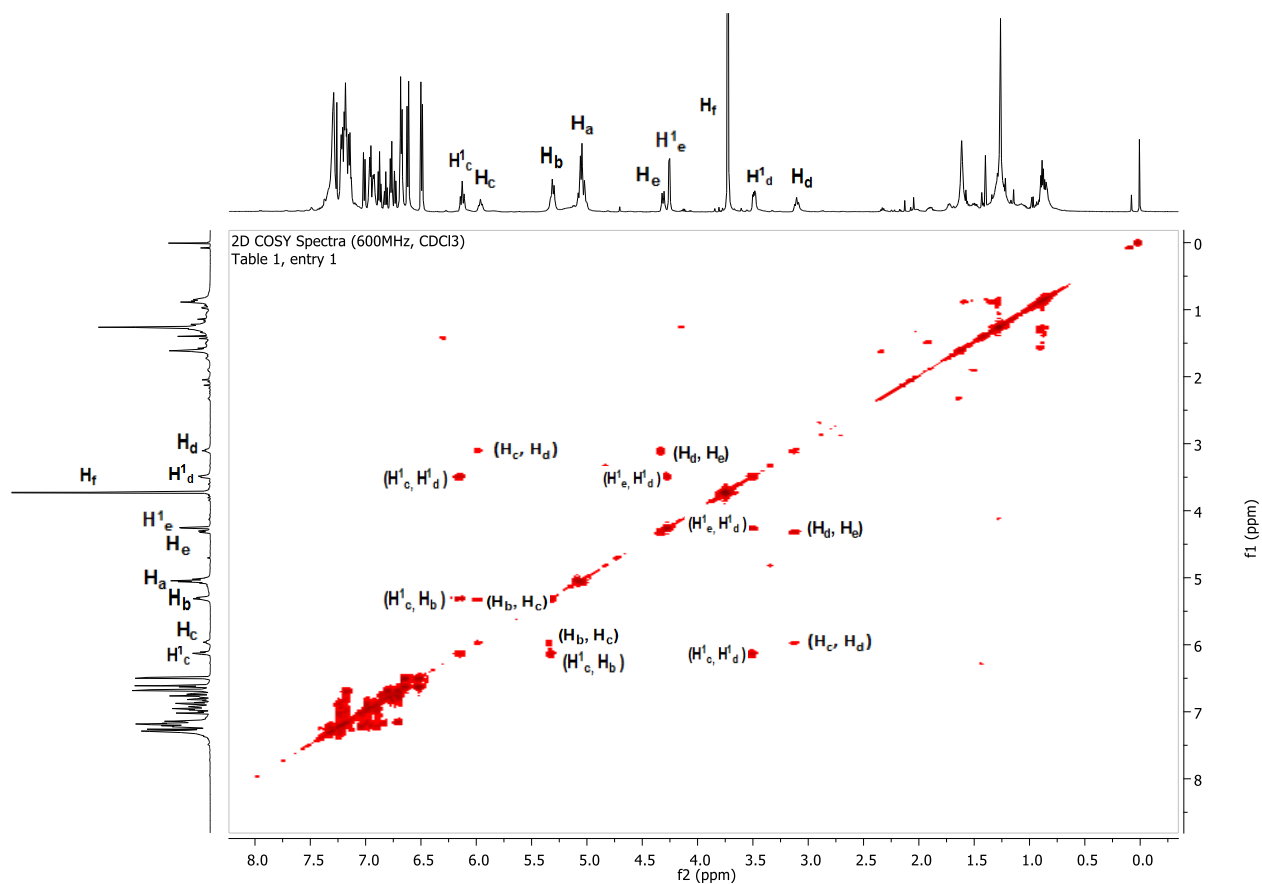 H¹c
Hc
Hb
Ha
He
H¹e
Hf
H¹d
Hd
2D COSY Spectra (600MHz, CDCl3)
Table 1, entry 1
Hd
Hf
H¹d
H¹e
He
Ha
Hb
Hc
H¹c
(Hc, Hd)
(Hd, He)
(H¹c, H¹d)
(H¹e, H¹d)
(H¹e, H¹d)
(Hd, He)
(H¹c, Hb)
(Hb, Hc)
(Hb, Hc)
(H¹c, Hb)
(H¹c, H¹d)
(Hc, Hd)
0
1
2
3
4
5
6
7
8
f1 (ppm)
8.0 7.5 7.0 6.5 6.0 5.5 5.0 4.5 4.0 3.5 3.0 2.5 2.0 1.5 1.0 0.5 0.0
f2 (ppm)